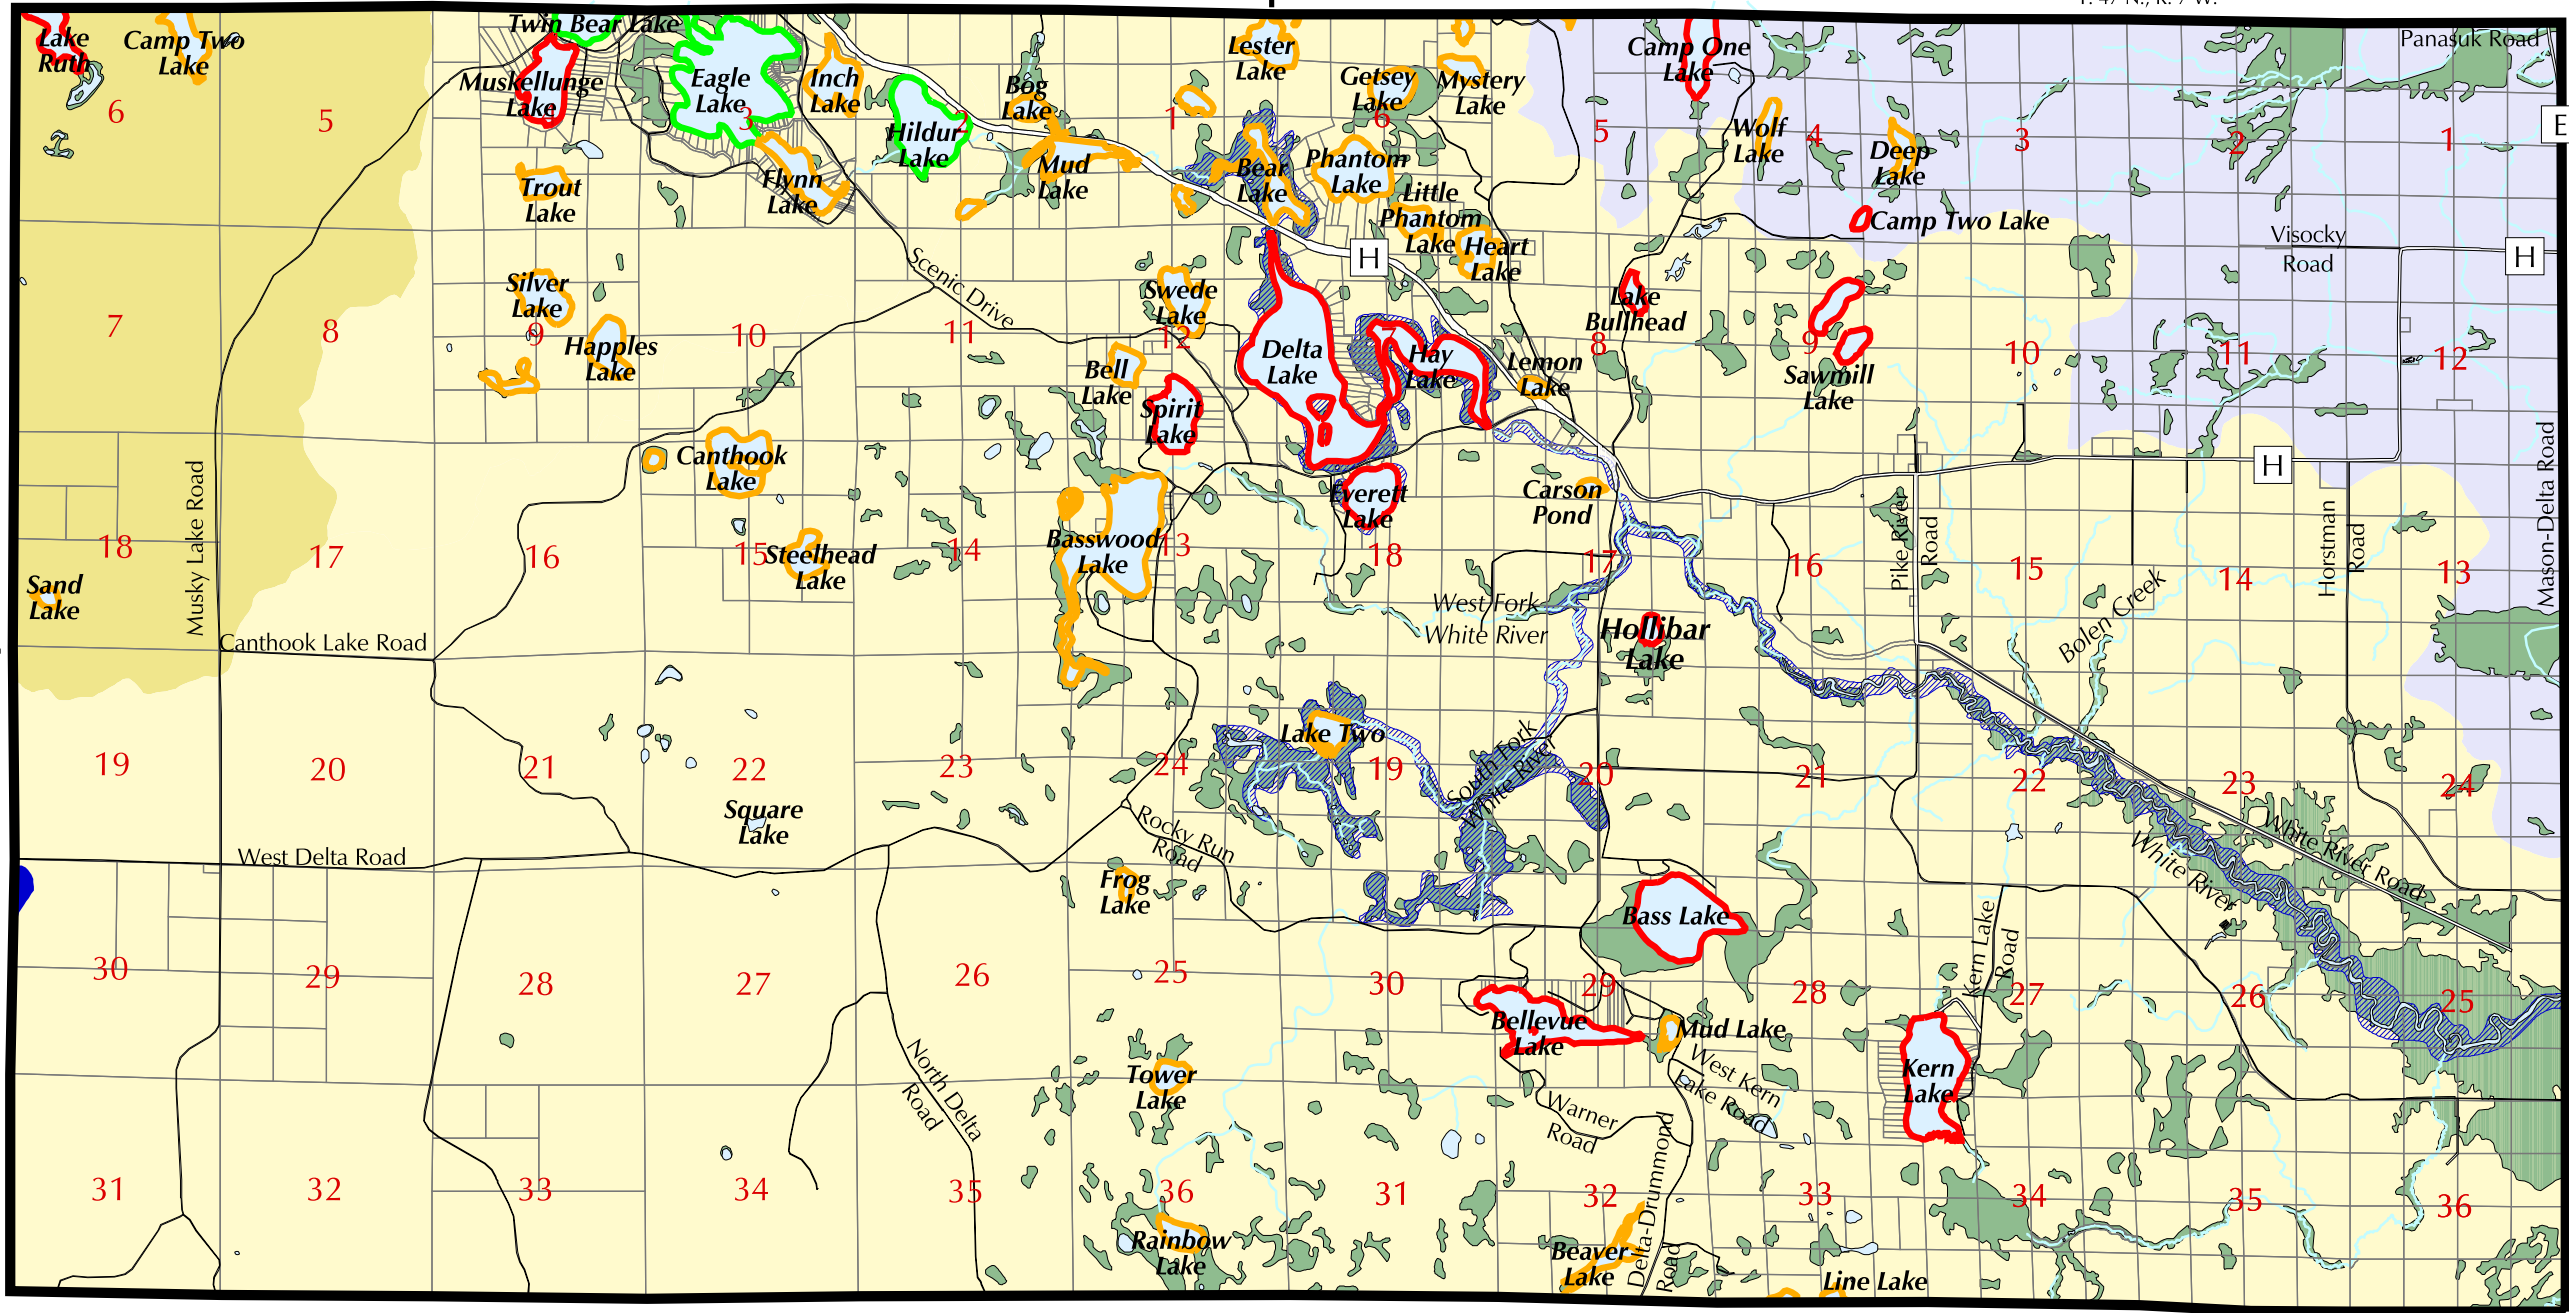 T. 47 N., R. 7 W.
Lake
Ruth
Camp Two
Lake
Twin Bear Lake
Muskellunge
Lake
Eagle
Lake
Inch
Lake
Hildur
Lake
Bog
Lake
Mud
Lake
Lester
Lake
Getsey
Lake
Mystery
Lake
Camp One
Lake
Panasuk Road
E
6
5
3
2
1
6
5
4
3
2
1
Trout
Lake
Flynn
Lake
Bear
Lake
Phantom
Lake
Little
Phantom
Lake
Heart
Lake
Wolf
Lake
Deep
Lake
Camp Two Lake
Visocky
Road
H
H
Silver
Lake
Happles
Lake
Scenic Drive
Swede
Lake
Bell
Lake
Spirit
Lake
Delta
Lake
Hay
Lake
Lemon
Lake
Lake
Bullhead
Sawmill
Lake
7
8
9
10
11
12
7
8
9
10
11
12
Musky Lake Road
Canthook
Lake
Everett
Lake
Carson
Pond
H
Pike River
Road
Horstman
Road
Mason-Delta Road
Sand
Lake
Steelhead
Lake
Basswood
Lake
18
17
16
15
14
13
18
17
16
15
14
13
West Fork
White River
Hollibar
Lake
Bolen Creek
Canthook Lake Road
Lake Two
South Fork
White River
19
20
21
22
23
24
19
20
21
22
23
24
Square
Lake
Rocky Run
Road
White River Road
White River
West Delta Road
Frog
Lake
Bass Lake
Kern Lake
Road
30
29
28
27
26
25
30
29
28
27
26
25
Bellevue
Lake
Mud Lake
West Kern
Lake Road
Kern
Lake
North Delta
Road
Tower
Lake
Warner
Road
Delta-Drummond
Road
31
32
33
34
35
36
31
32
33
34
35
36
Rainbow
Lake
Beaver
Lake
Line Lake